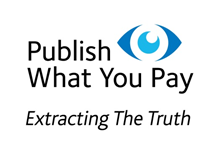 Publish
What You Pay
Extracting The Truth